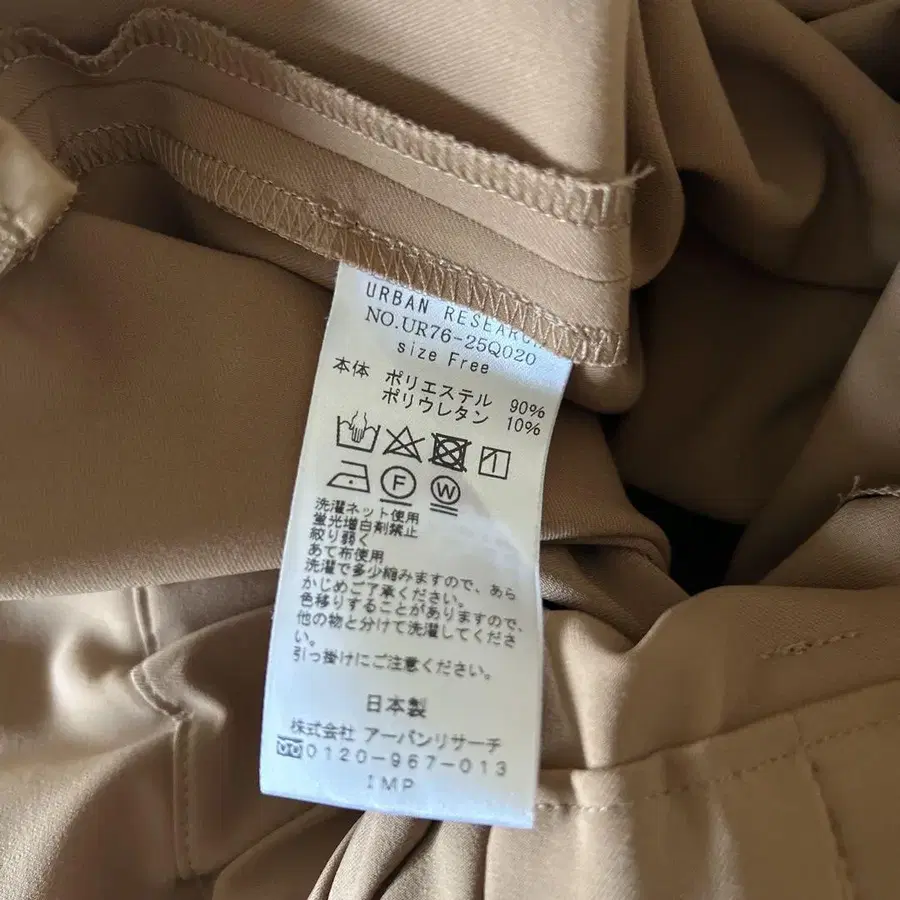 URBAN RESEARCH
NO.UR76-25Q020
size Free
本体 ポリエステル 90%
ポリウレタン 10%
F W
洗濯ネット使用
蛍光増白剤禁止
絞り弱く
あて布使用
洗濯で多少縮みますので、あら
かじめご了承ください。
色移りすることがありますので、
他の物と分けて洗濯してくださ
い。
引っ掛けにご注意ください。
日本製
株式会社 アーバンリサーチ
0120-967-013
IMP